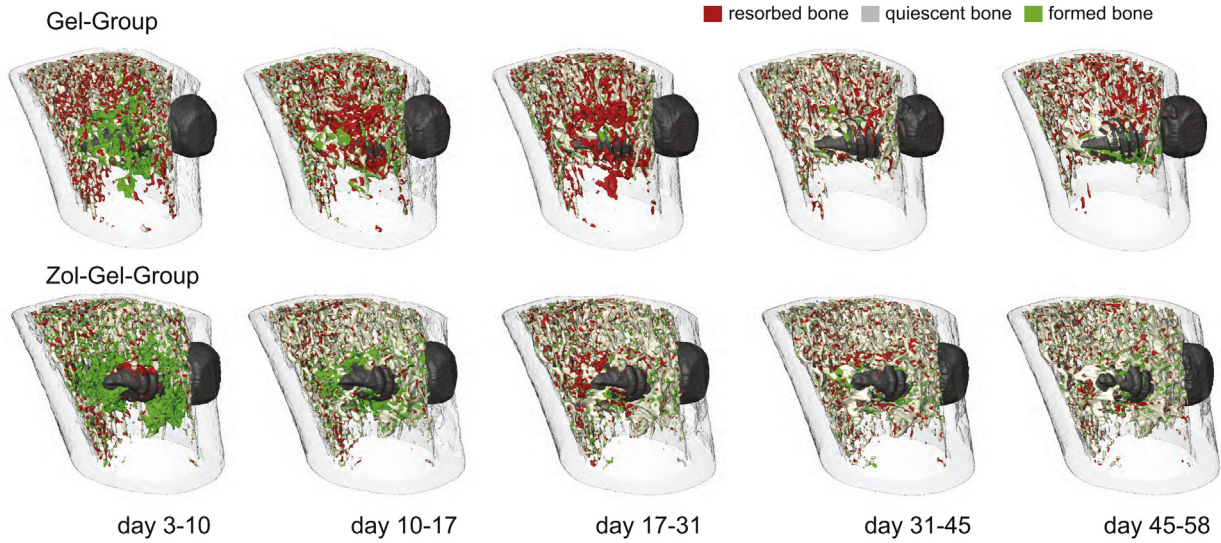 Gel-Group
resorbed bone quiescent bone formed bone
Zol-Gel-Group
day 3-10 day 10-17 day 17-31 day 31-45 day 45-58